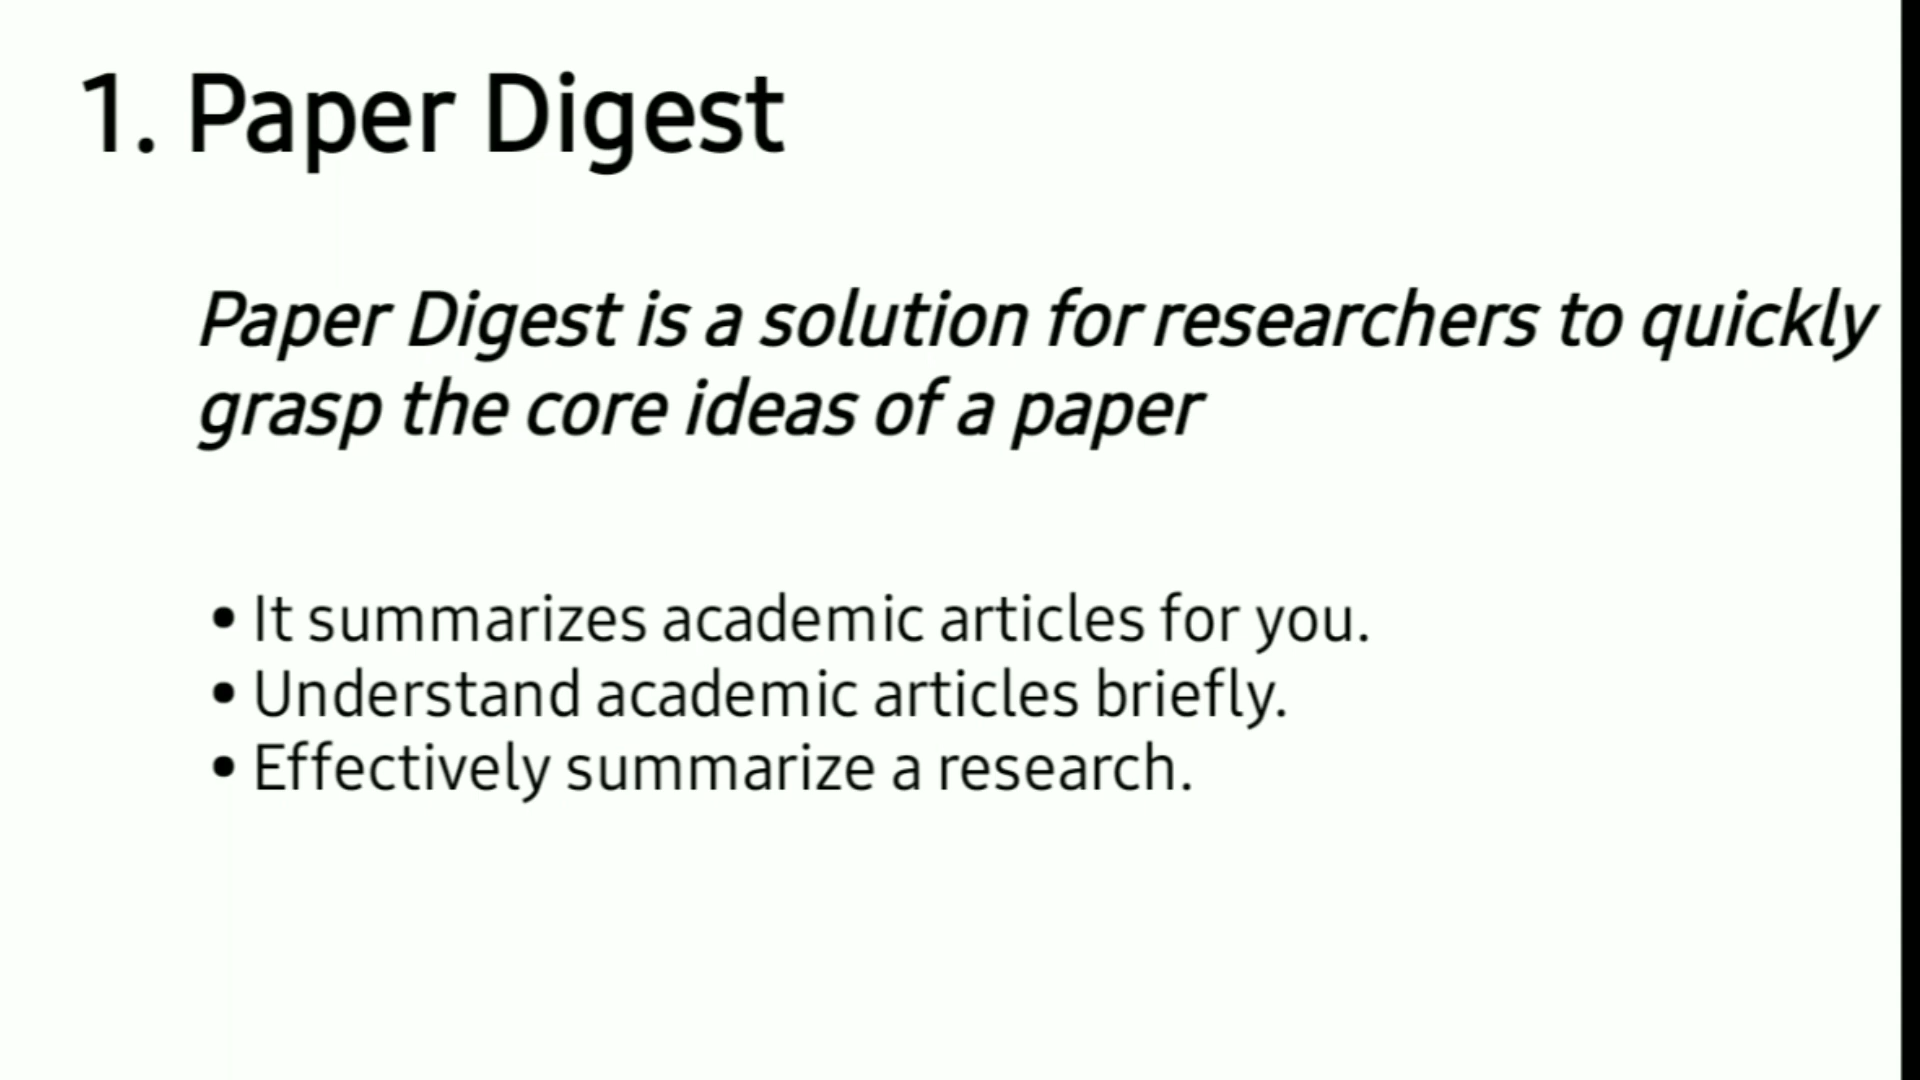 1. Paper Digest
Paper Digest is a solution for researchers to quickly
grasp the core ideas of a paper
• It summarizes academic articles for you.
• Understand academic articles briefly.
• Effectively summarize a research.